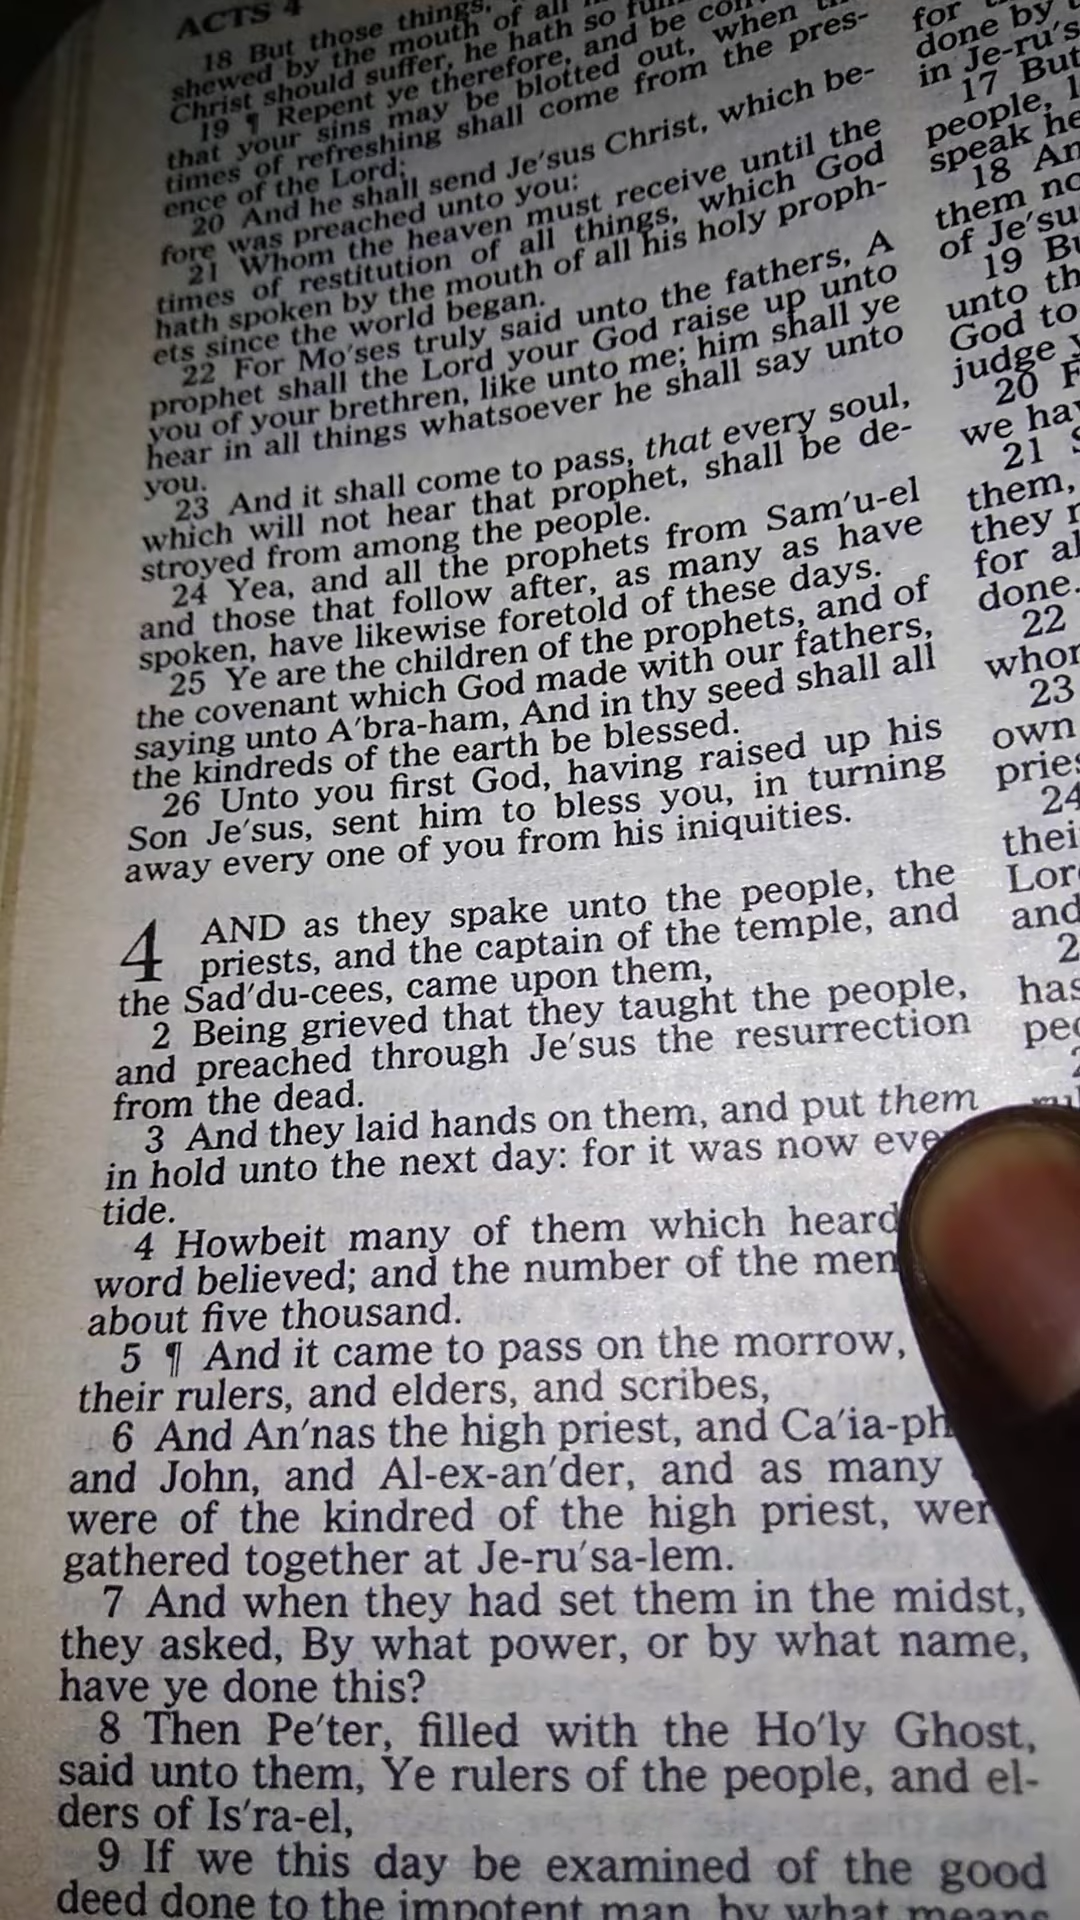 ACTS 4
18 But those things,
shewed by the mouth of all
Christ should suffer, he hath so
19 ¶ Repent ye therefore, and be
that your sins may be blotted out, when
times of refreshing shall come from the pres-
ence of the Lord;
20 And he shall send Je'sus Christ, which be-
fore was preached unto you:
21 Whom the heaven must receive until the
times of restitution of all things, which God
hath spoken by the mouth of all his holy proph-
ets since the world began.
22 For Mo'ses truly said unto the fathers, A
prophet shall the Lord your God raise up unto
you of your brethren, like unto me; him shall ye
hear in all things whatsoever he shall say unto
you.
23 And it shall come to pass, that every soul,
which will not hear that prophet, shall be de-
stroyed from among the people.
24 Yea, and all the prophets from Sam'u-el
and those that follow after, as many as have
spoken, have likewise foretold of these days.
25 Ye are the children of the prophets, and of
the covenant which God made with our fathers,
saying unto A'bra-ham, And in thy seed shall all
the kindreds of the earth be blessed.
26 Unto you first God, having raised up his
Son Je'sus, sent him to bless you, in turning
away every one of you from his iniquities.
4 AND as they spake unto the people, the
priests, and the captain of the temple, and
the Sad'du-cees, came upon them,
2 Being grieved that they taught the people,
and preached through Je'sus the resurrection
from the dead.
3 And they laid hands on them, and put them
in hold unto the next day: for it was now
tide.
4 Howbeit many of them which heard
word believed; and the number of the men
about five thousand.
5 ¶ And it came to pass on the morrow,
their rulers, and elders, and scribes,
6 And An'nas the high priest, and Ca'ia-ph
and John, and Al-ex-an'der, and as many
were of the kindred of the high priest, wer
gathered together at Je-ru'sa-lem.
7 And when they had set them in the midst,
they asked, By what power, or by what name,
have ye done this?
8 Then Pe'ter, filled with the Ho'ly Ghost,
said unto them, Ye rulers of the people, and el-
ders of Is'ra-el,
9 If we this day be examined of the good
deed done to the impotent man, by what means
for
done by
in Je-ru's
17 But
people,
speak he
18 An
them no
of Je'su
19 Bu
unto th
God to
judge
20 F
we hav
21
them,
they
for al
done.
22
whom
23
own
pries
24
thei
Lor
and
2
has
peo